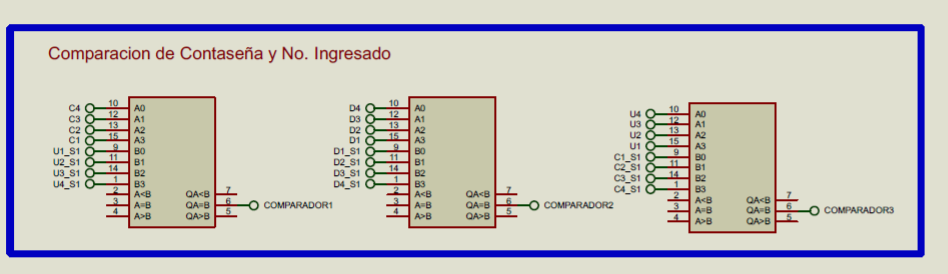 Comparacion de Contaseña y No. Ingresado
C4 10 A0
C3 12 A1
C2 13 A2
C1 15 A3
U1_S1 9 B0
U2_S1 11 B1
U3_S1 14 B2
U4_S1 1 B3
2 A<B QA<B 7
3 A=B QA=B 6 COMPARADOR1
4 A>B QA>B 5
D4 10 A0
D3 12 A1
D2 13 A2
D1 15 A3
D1_S1 9 B0
D2_S1 11 B1
D3_S1 14 B2
D4_S1 1 B3
2 A<B QA<B 7
3 A=B QA=B 6 COMPARADOR2
4 A>B QA>B 5
U4 10 A0
U3 12 A1
U2 13 A2
U1 15 A3
C1_S1 9 B0
C2_S1 11 B1
C3_S1 14 B2
C4_S1 1 B3
2 A<B QA<B 7
3 A=B QA=B 6 COMPARADOR3
4 A>B QA>B 5